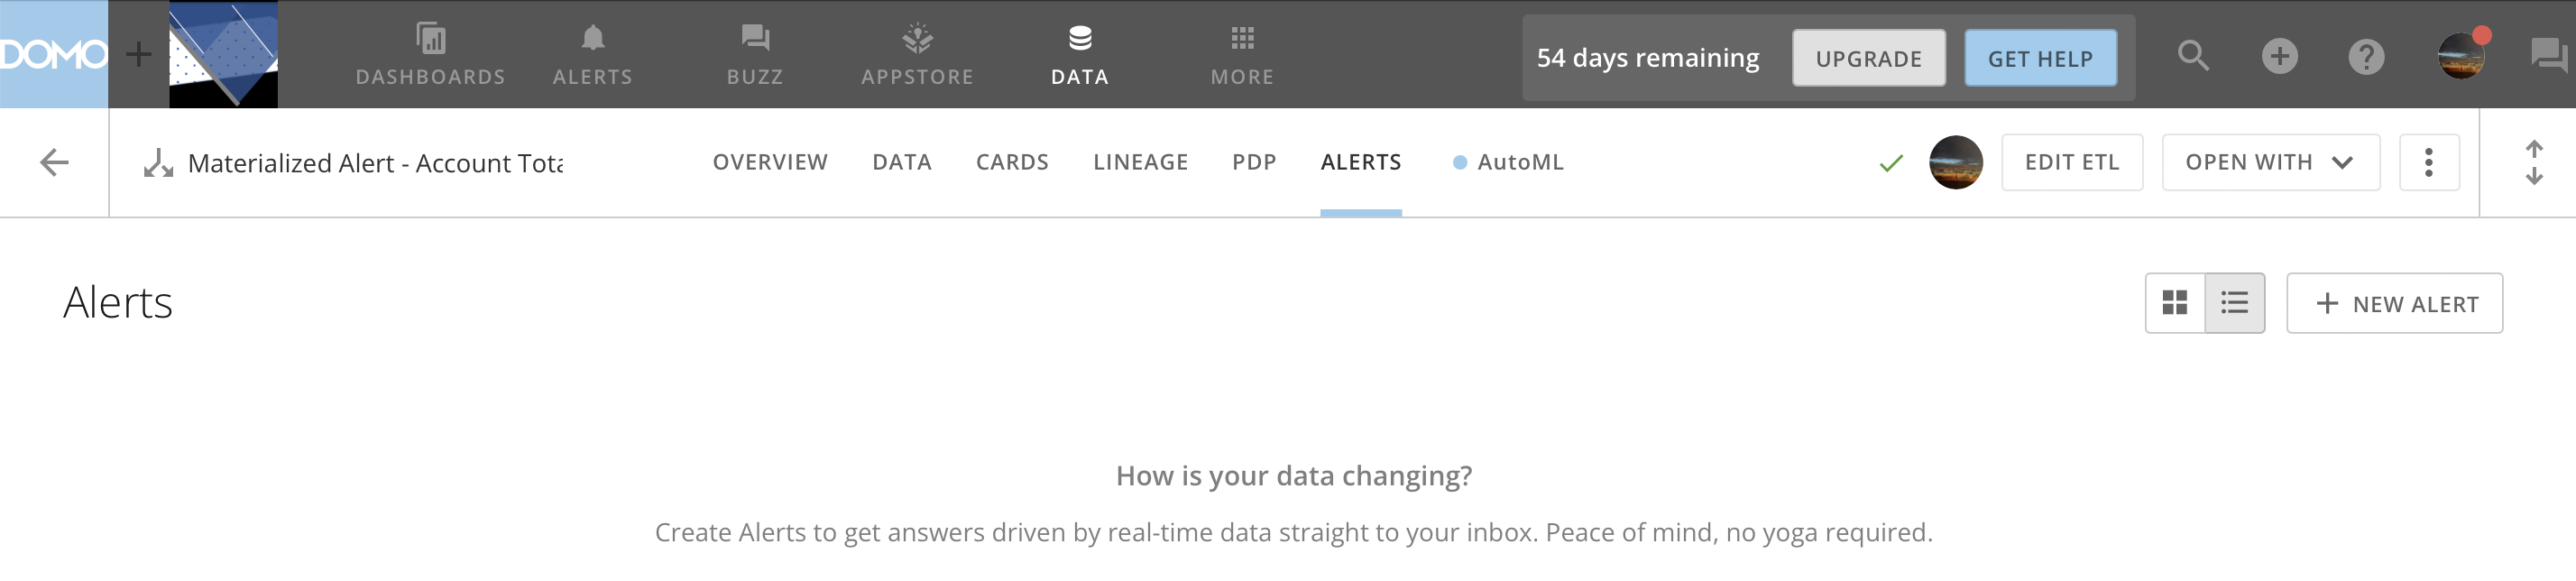 DOMO
DASHBOARDS
ALERTS
BUZZ
APPSTORE
DATA
MORE
54 days remaining
UPGRADE
GET HELP
Materialized Alert - Account Tota
OVERVIEW
DATA
CARDS
LINEAGE
PDP
ALERTS
AutoML
EDIT ETL
OPEN WITH
Alerts
NEW ALERT
How is your data changing?
Create Alerts to get answers driven by real-time data straight to your inbox. Peace of mind, no yoga required.